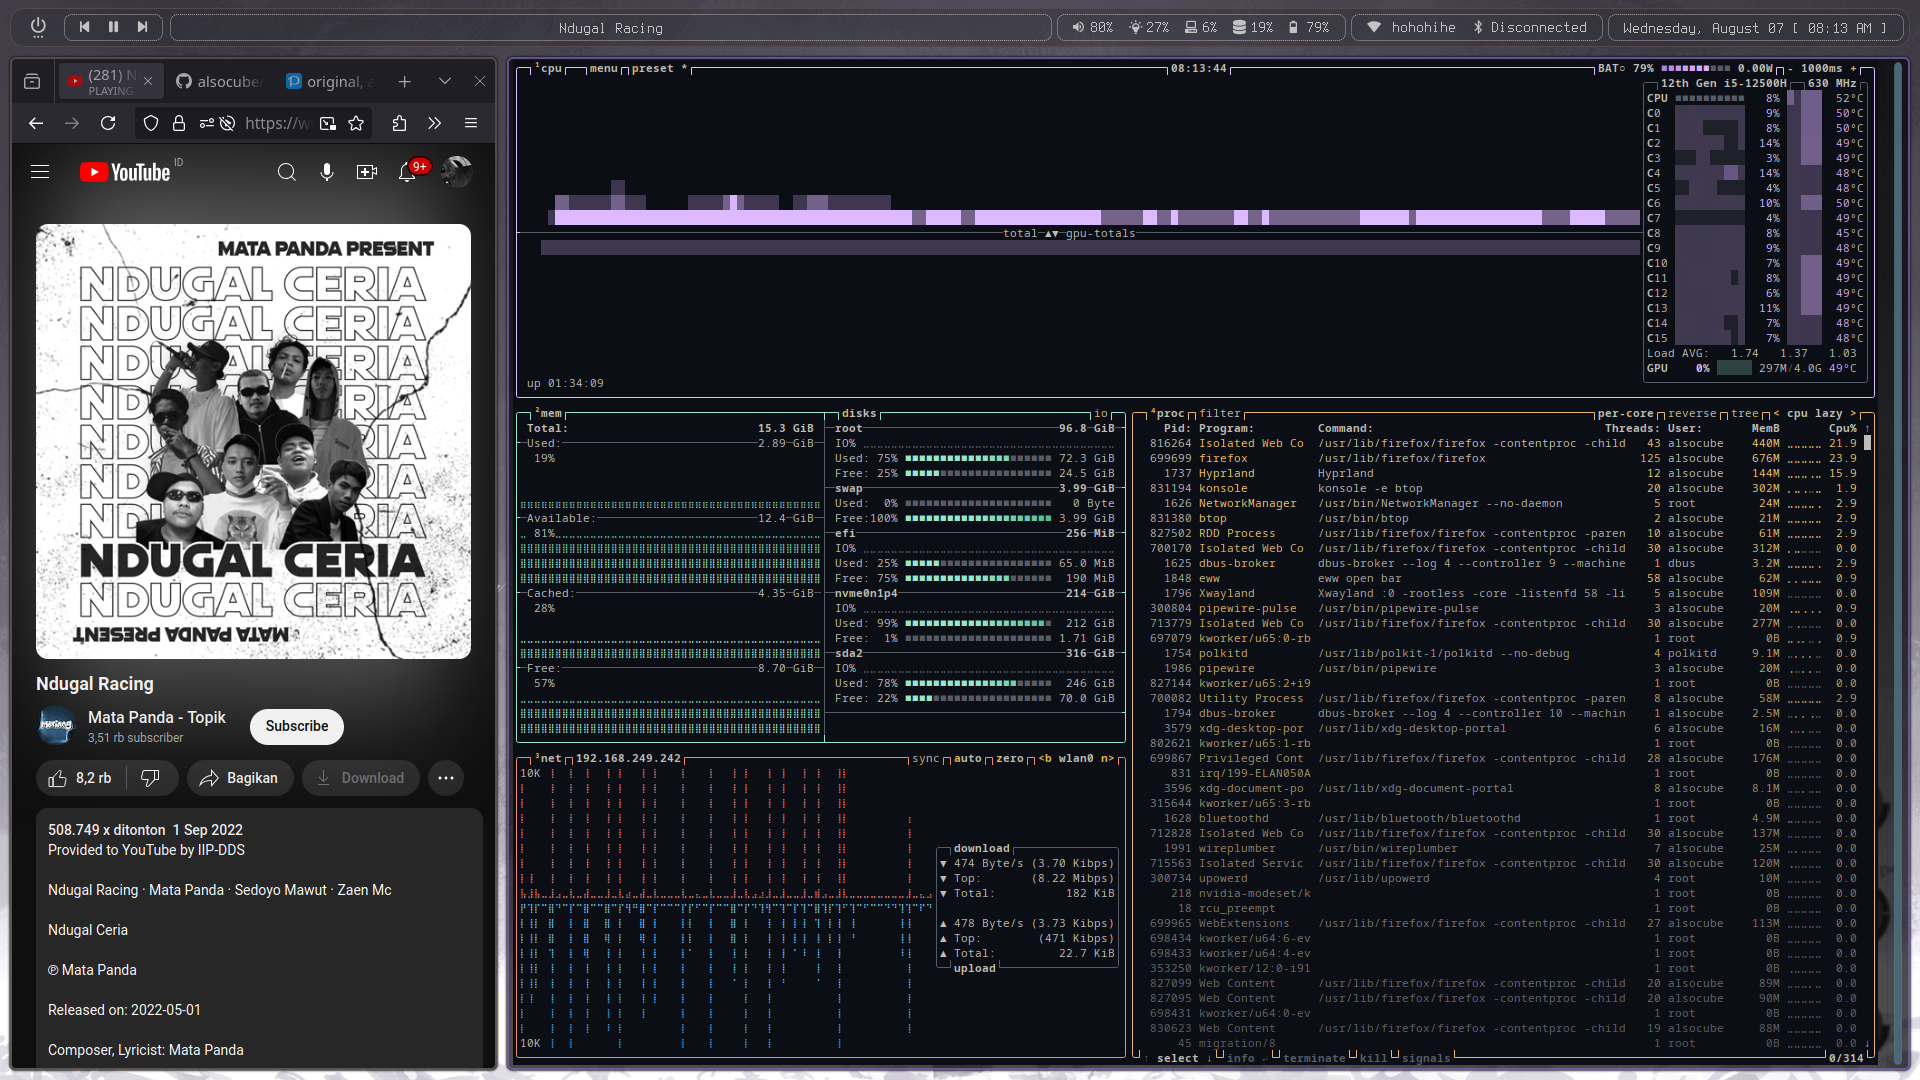 Ndugal Racing
80% 27% 6% 19% 79%
hohohihe Disconnected
Wednesday, August 07 [ 08:13 AM ]
(281) N
PLAYING
alsocube/
original, a
https://w
YouTube ID
9+
MATA PANDA PRESENT
NDUGAL CERIA
NDUGAL CERIA
NDUGAL CERIA
NDUGAL CERIA
NDUGAL CERIA
NDUGAL CERIA
NDUGAL CERIA
NDUGAL CERIA
NDUGAL CERIA
MATA PANDA PRESENT
Ndugal Racing
Mata Panda - Topik
3,51 rb subscriber
Subscribe
8,2 rb
Bagikan
Download
508.749 x ditonton 1 Sep 2022
Provided to YouTube by IIP-DDS
Ndugal Racing · Mata Panda · Sedoyo Mawut · Zaen Mc
Ndugal Ceria
℗ Mata Panda
Released on: 2022-05-01
Composer, Lyricist: Mata Panda
¹cpu menu preset * 08:13:44 BAT○ 79% 0.00W - 1000ms +
12th Gen i5-12500H 630 MHz
CPU 8% 52°C
C0 9% 50°C
C1 8% 50°C
C2 14% 49°C
C3 3% 49°C
C4 14% 48°C
C5 4% 48°C
C6 10% 50°C
C7 4% 49°C
C8 8% 45°C
C9 9% 48°C
C10 7% 49°C
C11 8% 49°C
C12 6% 49°C
C13 11% 49°C
C14 7% 48°C
C15 7% 48°C
Load AVG: 1.74 1.37 1.03
GPU 0% 297M/4.0G 49°C
total ▲▼ gpu-totals
up 01:34:09
²mem
Total: 15.3 GiB
Used: 2.89 GiB
19%
Available: 12.4 GiB
81%
Cached: 4.35 GiB
28%
Free: 8.70 GiB
57%
disks io
root 96.8 GiB
IO%
Used: 75% 72.3 GiB
Free: 25% 24.5 GiB
swap 3.99 GiB
Used: 0% 0 Byte
Free:100% 3.99 GiB
efi 256 MiB
IO%
Used: 25% 65.0 MiB
Free: 75% 190 MiB
nvme0n1p4 214 GiB
IO%
Used: 99% 212 GiB
Free: 1% 1.71 GiB
sda2 316 GiB
IO%
Used: 78% 246 GiB
Free: 22% 70.0 GiB
³net 192.168.249.242 sync auto zero <b wlan0 n>
10K
10K
download
▼ 474 Byte/s (3.70 Kibps)
▼ Top: (8.22 Mibps)
▼ Total: 182 KiB
▲ 478 Byte/s (3.73 Kibps)
▲ Top: (471 Kibps)
▲ Total: 22.7 KiB
upload
⁴proc filter per-core reverse tree < cpu lazy >
Pid: Program: Command: Threads: User: MemB Cpu% ↑
816264 Isolated Web Co /usr/lib/firefox/firefox -contentproc -child 43 alsocube 440M 21.9
699699 firefox /usr/lib/firefox/firefox 125 alsocube 676M 23.9
1737 Hyprland Hyprland 12 alsocube 144M 15.9
831194 konsole konsole -e btop 20 alsocube 302M 1.9
1626 NetworkManager /usr/bin/NetworkManager --no-daemon 5 root 24M 2.9
831380 btop /usr/bin/btop 2 alsocube 21M 2.9
827502 RDD Process /usr/lib/firefox/firefox -contentproc -paren 10 alsocube 61M 2.9
700170 Isolated Web Co /usr/lib/firefox/firefox -contentproc -child 30 alsocube 312M 0.0
1625 dbus-broker dbus-broker --log 4 --controller 9 --machine 1 dbus 3.2M 2.9
1848 eww eww open bar 58 alsocube 62M 0.9
1796 Xwayland Xwayland :0 -rootless -core -listenfd 58 -li 5 alsocube 109M 0.0
300804 pipewire-pulse /usr/bin/pipewire-pulse 3 alsocube 20M 0.9
713779 Isolated Web Co /usr/lib/firefox/firefox -contentproc -child 30 alsocube 277M 0.0
697079 kworker/u65:0-rb 1 root 0B 0.9
1754 polkitd /usr/lib/polkit-1/polkitd --no-debug 4 polkitd 9.1M 0.0
1986 pipewire /usr/bin/pipewire 3 alsocube 20M 0.0
827144 kworker/u65:2+i9 1 root 0B 0.0
700082 Utility Process /usr/lib/firefox/firefox -contentproc -paren 8 alsocube 58M 2.9
1794 dbus-broker dbus-broker --log 4 --controller 10 --machin 1 alsocube 2.5M 0.0
3579 xdg-desktop-por /usr/lib/xdg-desktop-portal 6 alsocube 16M 0.0
802621 kworker/u65:1-rb 1 root 0B 0.0
699867 Privileged Cont /usr/lib/firefox/firefox -contentproc -child 28 alsocube 176M 0.0
831 irq/199-ELAN050A 1 root 0B 0.0
3596 xdg-document-po /usr/lib/xdg-document-portal 8 alsocube 8.1M 0.0
315644 kworker/u65:3-rb 1 root 0B 0.0
1628 bluetoothd /usr/lib/bluetooth/bluetoothd 1 root 4.9M 0.0
712828 Isolated Web Co /usr/lib/firefox/firefox -contentproc -child 30 alsocube 137M 0.0
1991 wireplumber /usr/bin/wireplumber 7 alsocube 25M 0.0
715563 Isolated Servic /usr/lib/firefox/firefox -contentproc -child 30 alsocube 120M 0.0
300734 upowerd /usr/lib/upowerd 4 root 10M 0.0
218 nvidia-modeset/k 1 root 0B 0.0
18 rcu_preempt 1 root 0B 0.0
699965 WebExtensions /usr/lib/firefox/firefox -contentproc -child 27 alsocube 113M 0.0
698434 kworker/u64:6-ev 1 root 0B 0.0
698433 kworker/u64:4-ev 1 root 0B 0.0
353250 kworker/12:0-i91 1 root 0B 0.0
827099 Web Content /usr/lib/firefox/firefox -contentproc -child 20 alsocube 89M 0.0
827095 Web Content /usr/lib/firefox/firefox -contentproc -child 20 alsocube 90M 0.0
698431 kworker/u64:0-ev 1 root 0B 0.0
830623 Web Content /usr/lib/firefox/firefox -contentproc -child 19 alsocube 88M 0.0
45 migration/8 1 root 0B 0.0 ↓
↑ select ↓ info terminate kill signals 0/314